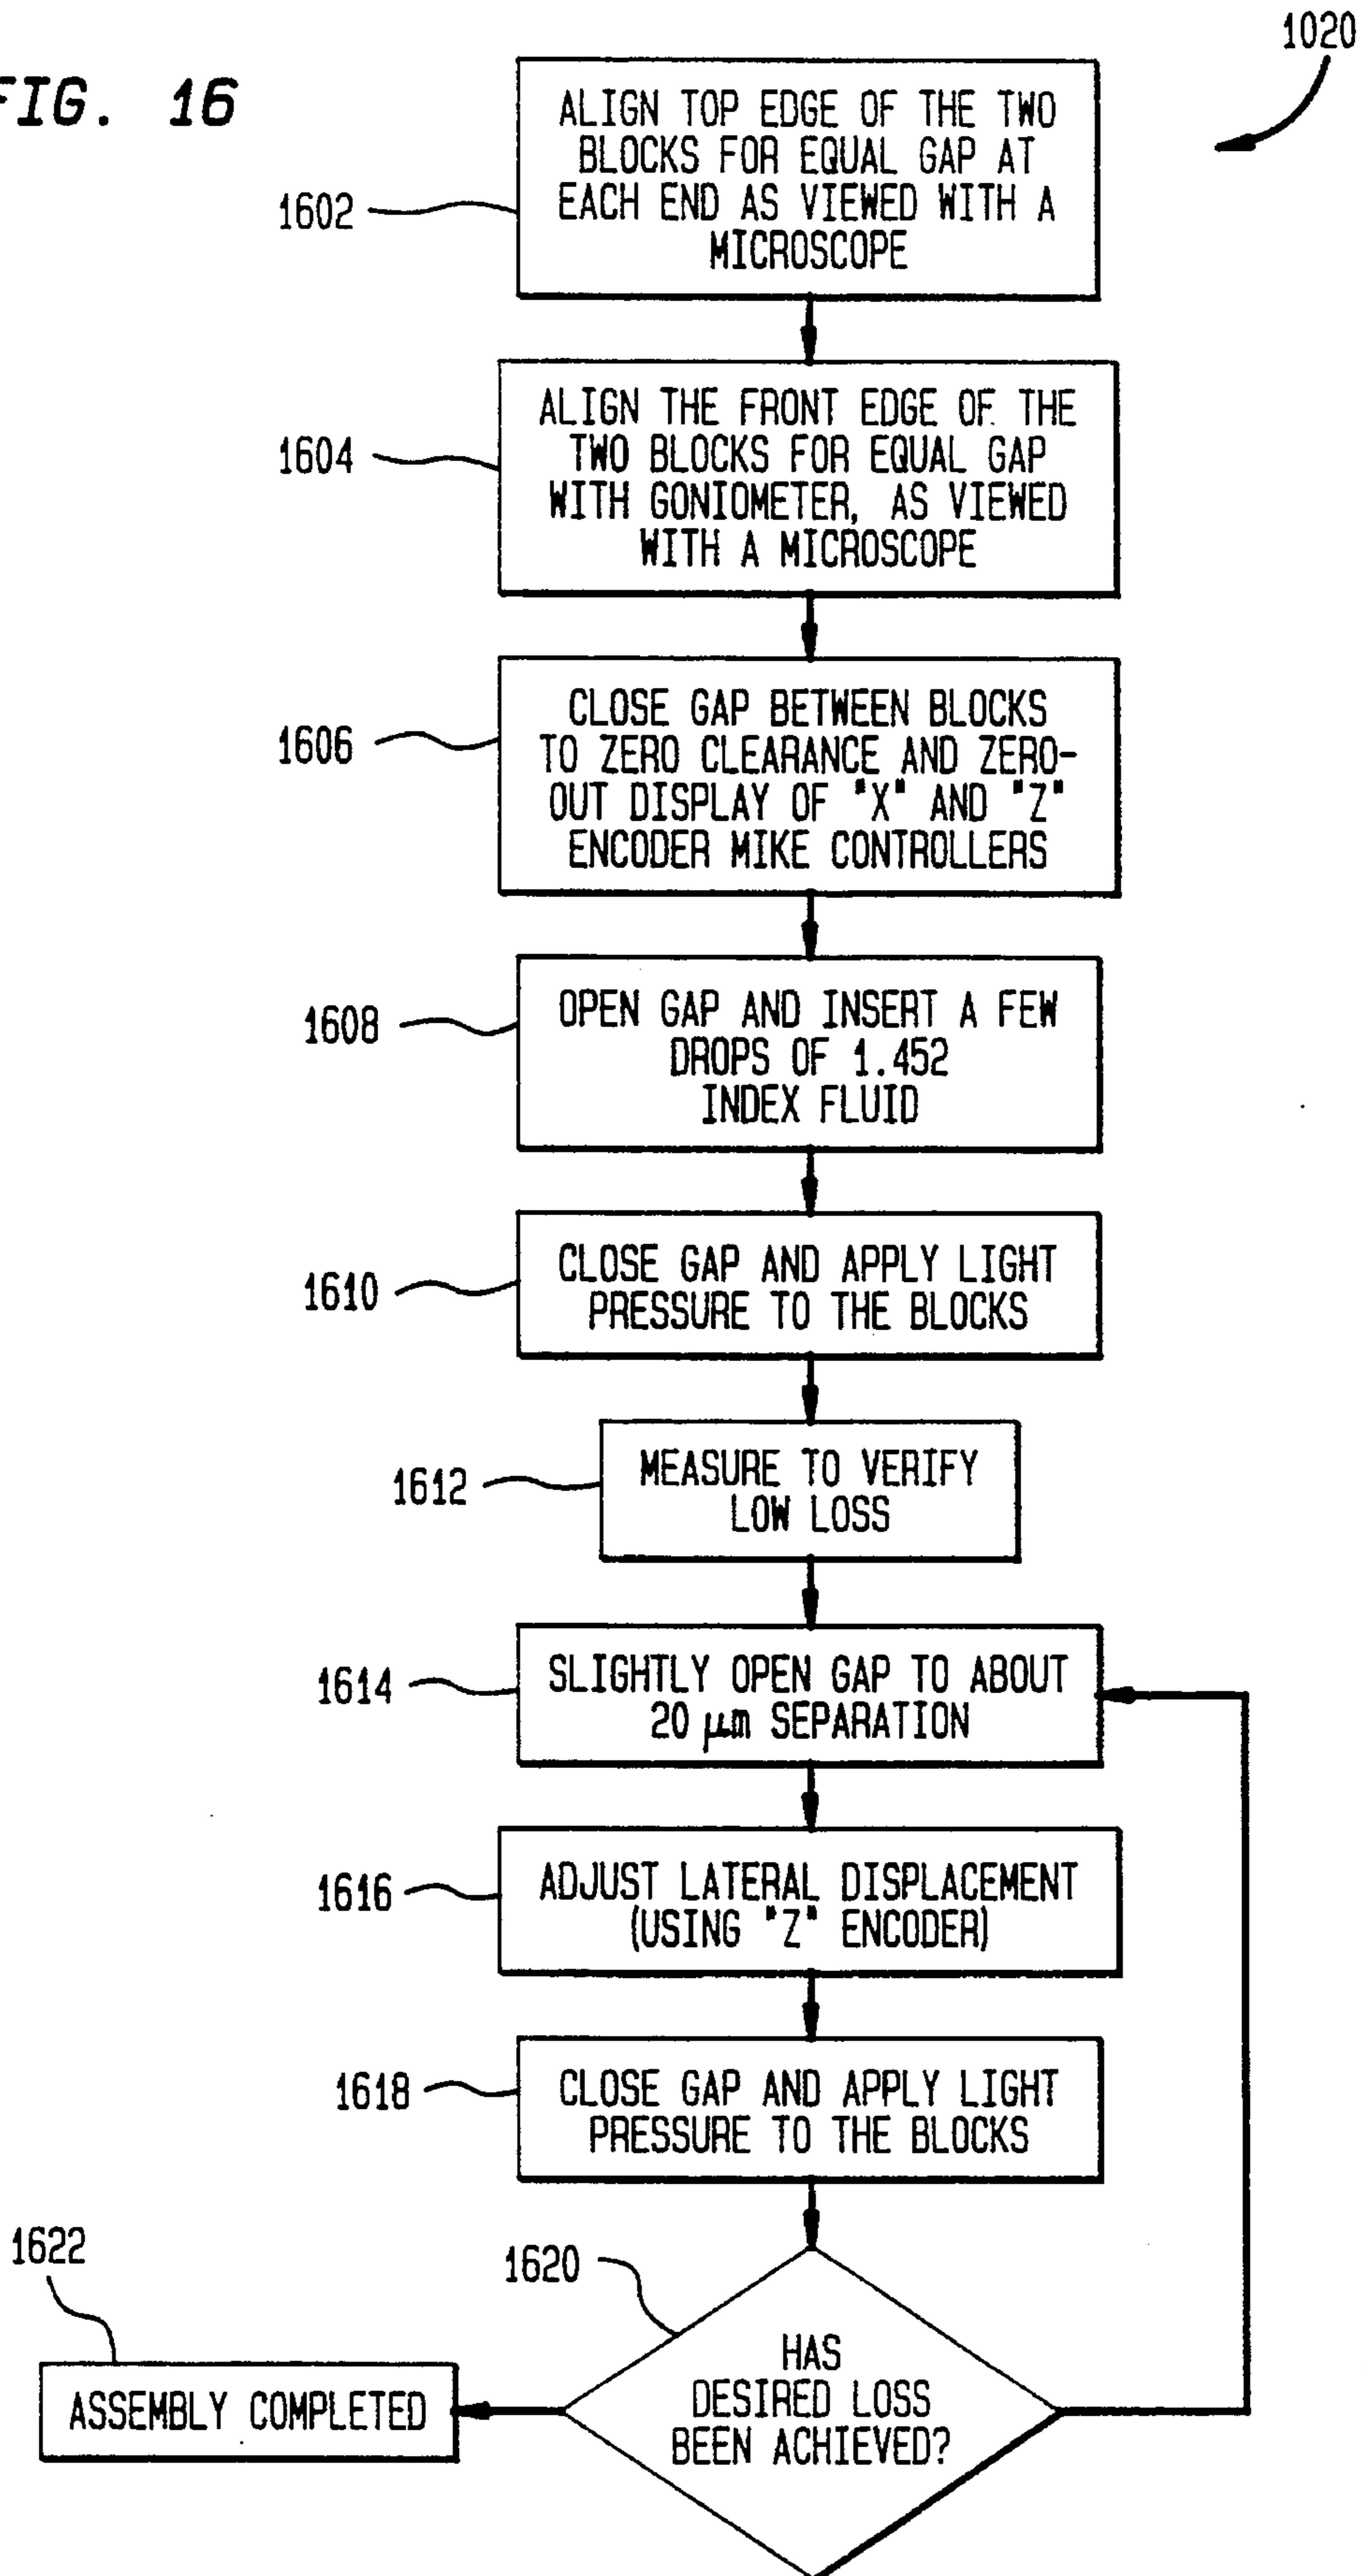 FIG. 16
1020
ALIGN TOP EDGE OF THE TWO
BLOCKS FOR EQUAL GAP AT
EACH END AS VIEWED WITH A
MICROSCOPE
1602
ALIGN THE FRONT EDGE OF THE
TWO BLOCKS FOR EQUAL GAP
WITH GONIOMETER, AS VIEWED
WITH A MICROSCOPE
1604
CLOSE GAP BETWEEN BLOCKS
TO ZERO CLEARANCE AND ZERO-
OUT DISPLAY OF "X" AND "Z"
ENCODER MIKE CONTROLLERS
1606
OPEN GAP AND INSERT A FEW
DROPS OF 1.452
INDEX FLUID
1608
CLOSE GAP AND APPLY LIGHT
PRESSURE TO THE BLOCKS
1610
MEASURE TO VERIFY
LOW LOSS
1612
SLIGHTLY OPEN GAP TO ABOUT
20 μm SEPARATION
1614
ADJUST LATERAL DISPLACEMENT
(USING "Z" ENCODER)
1616
CLOSE GAP AND APPLY LIGHT
PRESSURE TO THE BLOCKS
1618
1622
1620
HAS
DESIRED LOSS
BEEN ACHIEVED?
ASSEMBLY COMPLETED